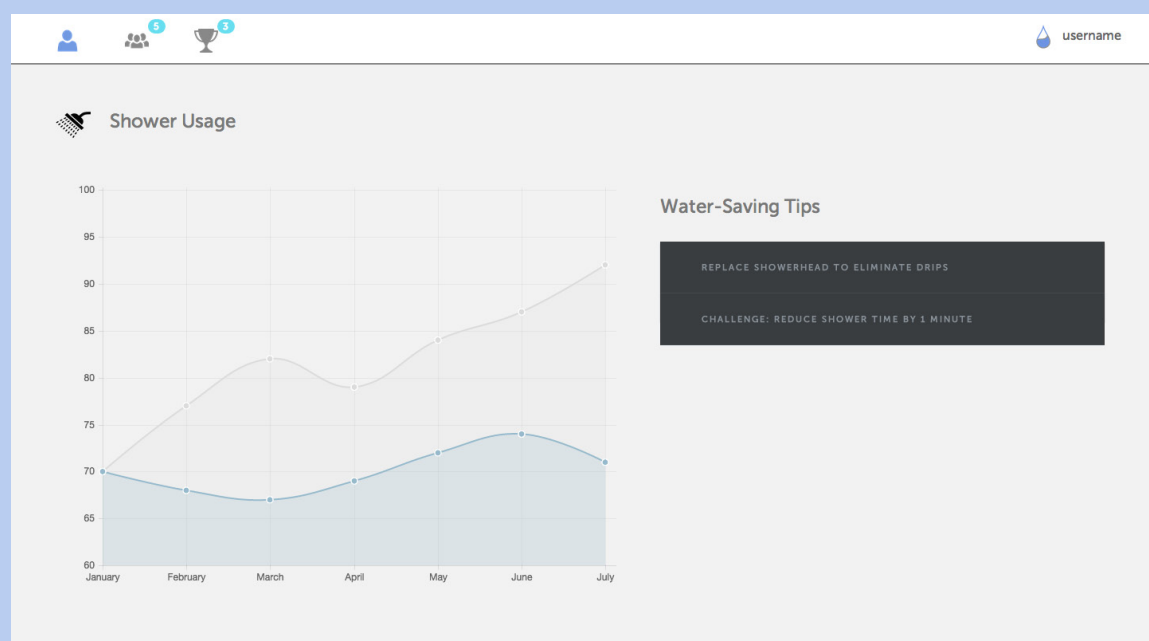 5
3
username
Shower Usage
100
95
90
85
80
75
70
65
60
January February March April May June July
Water-Saving Tips
REPLACE SHOWERHEAD TO ELIMINATE DRIPS
CHALLENGE: REDUCE SHOWER TIME BY 1 MINUTE